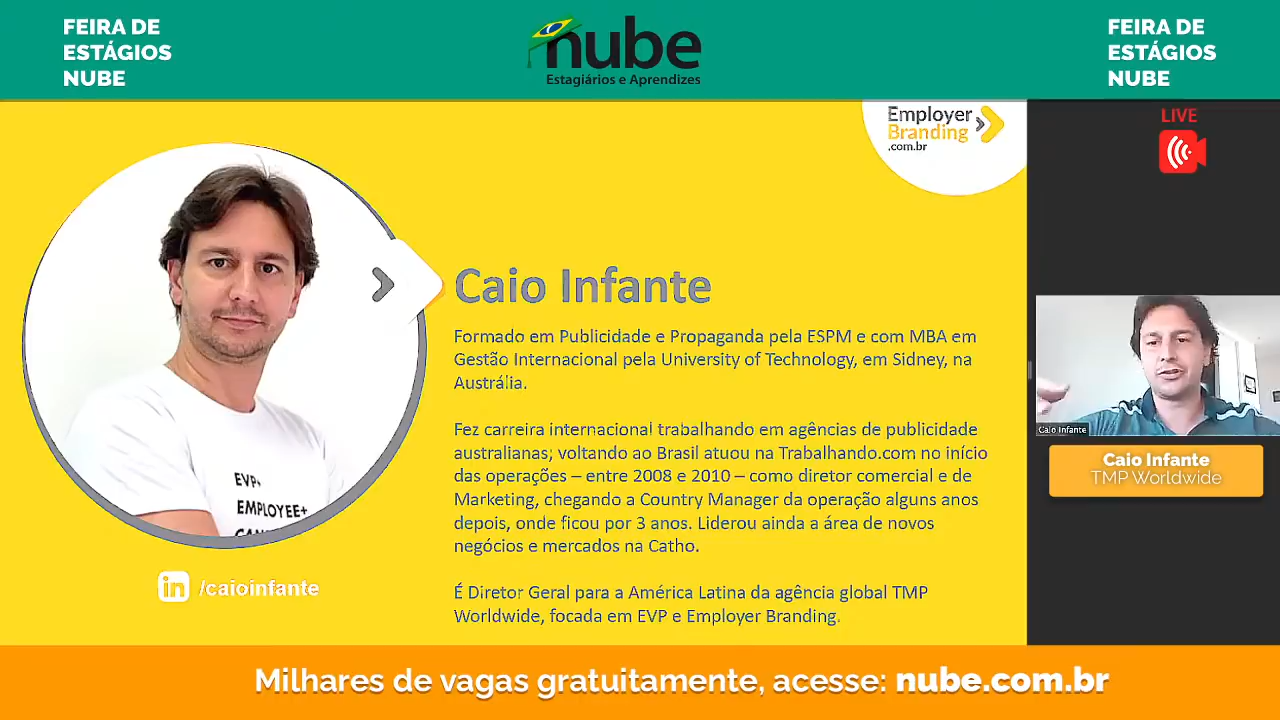 FEIRA DE
ESTÁGIOS
NUBE
nube
Estagiários e Aprendizes
FEIRA DE
ESTÁGIOS
NUBE
Employer
Branding
.com.br
LIVE
Caio Infante
Formado em Publicidade e Propaganda pela ESPM e com MBA em
Gestão Internacional pela University of Technology, em Sidney, na
Austrália.
Fez carreira internacional trabalhando em agências de publicidade
australianas; voltando ao Brasil atuou na Trabalhando.com no início
das operações – entre 2008 e 2010 – como diretor comercial e de
Marketing, chegando a Country Manager da operação alguns anos
depois, onde ficou por 3 anos. Liderou ainda a área de novos
negócios e mercados na Catho.
É Diretor Geral para a América Latina da agência global TMP
Worldwide, focada em EVP e Employer Branding.
EVP+
EMPLOYEE+
in /caioinfante
Caio Infante
Caio Infante
TMP Worldwide
Milhares de vagas gratuitamente, acesse: nube.com.br